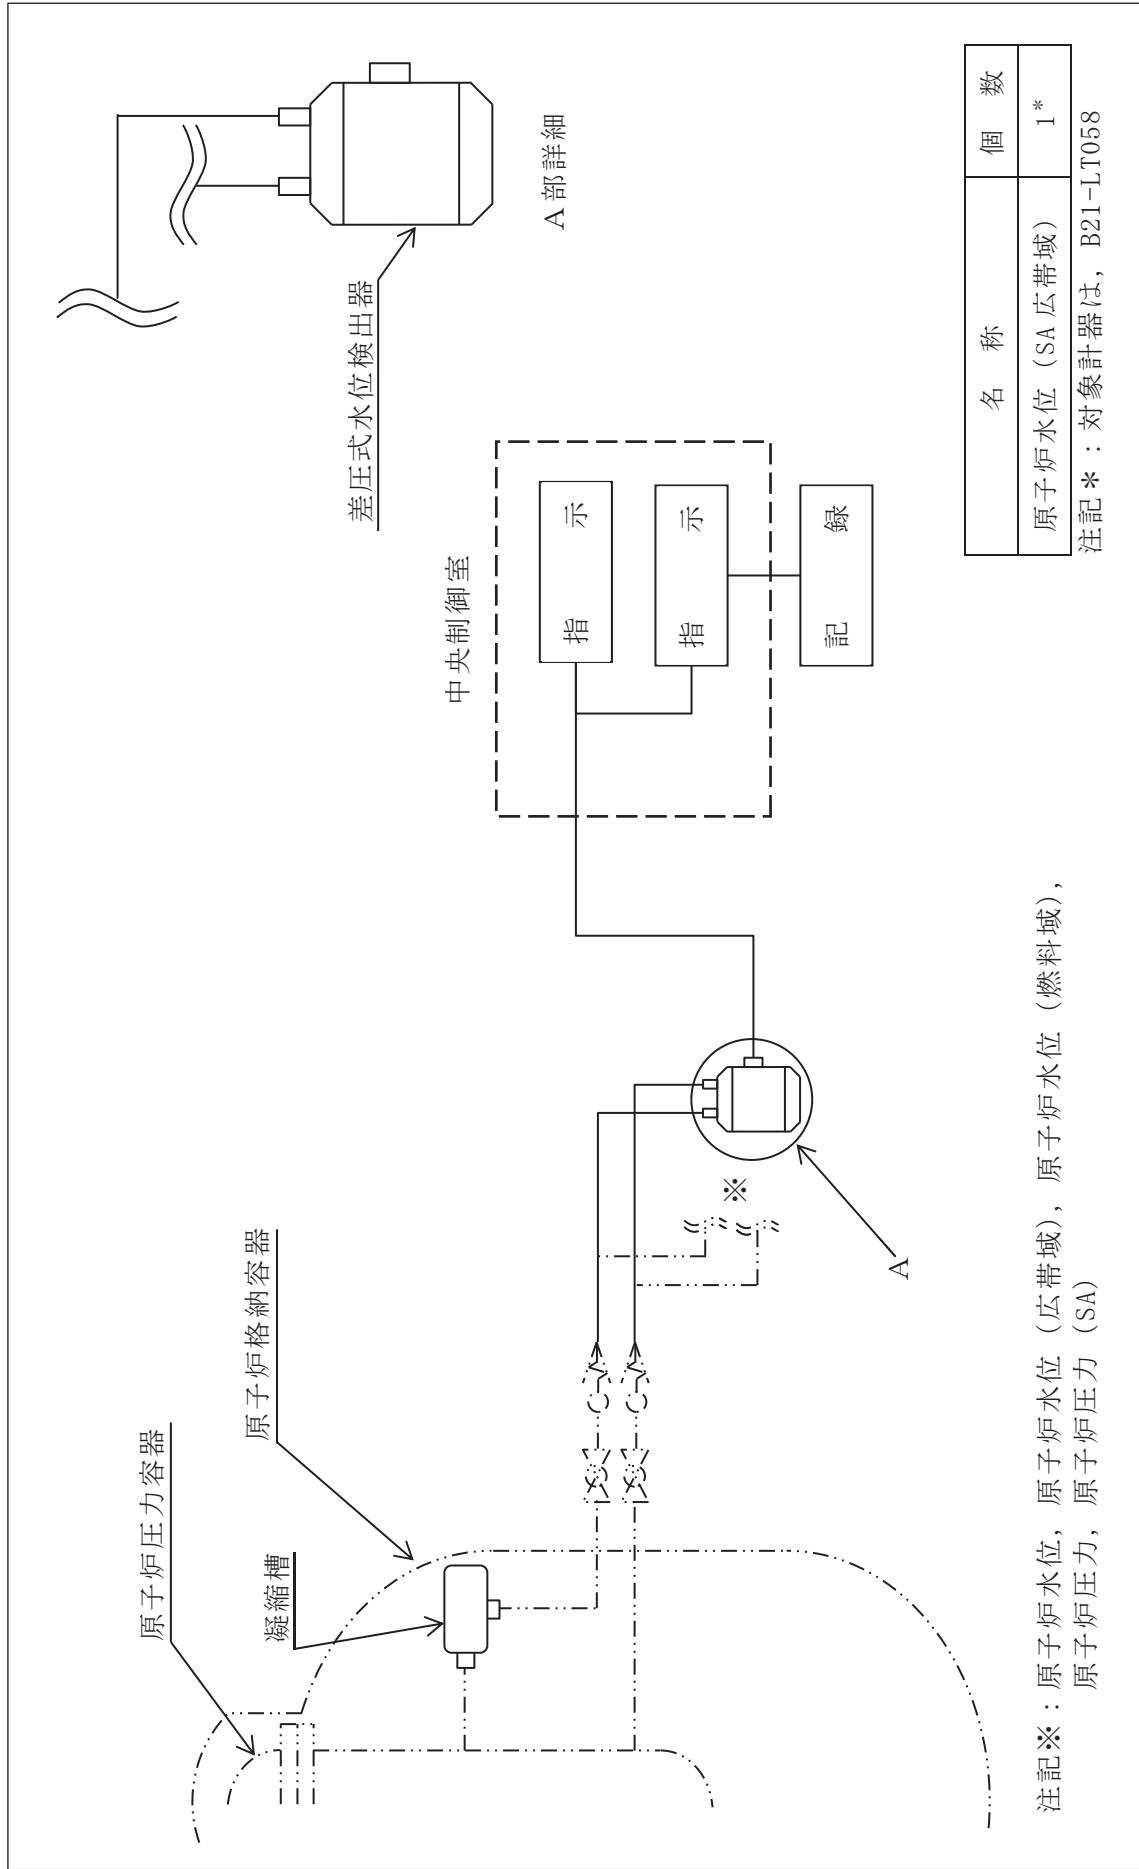 原子炉圧力容器
原子炉格納容器
凝縮槽
※
A
中央制御室
指　示
指　示
記　録
差圧式水位検出器
A部詳細
名　称　個　数
原子炉水位（SA広帯域）　1*
注記＊：対象計器は，B21-LT058
注記※：原子炉水位，原子炉水位（広帯域），原子炉水位（燃料域），
原子炉圧力，原子炉圧力（SA）